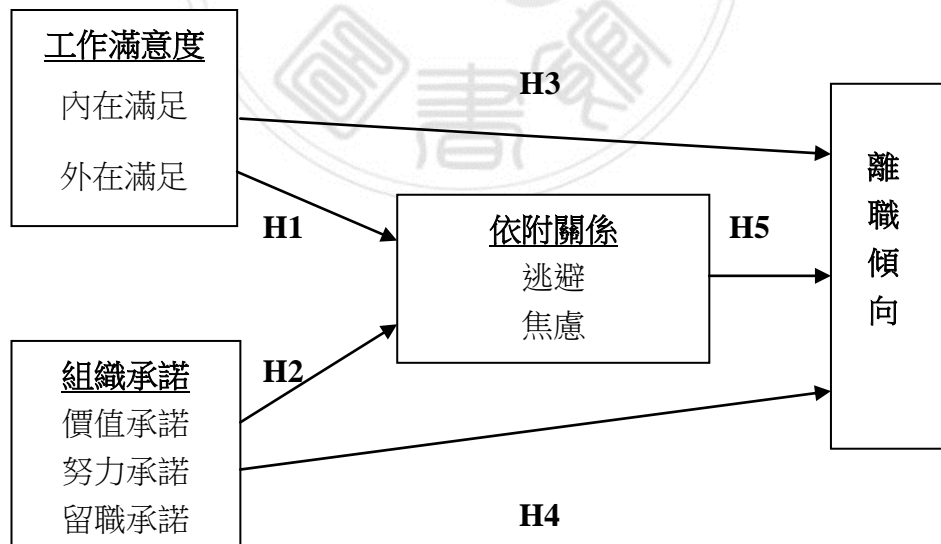 工作滿意度
內在滿足
外在滿足
H3
H1
依附關係
逃避
焦慮
H5
離
職
傾
向
組織承諾
價值承諾
努力承諾
留職承諾
H2
H4
書